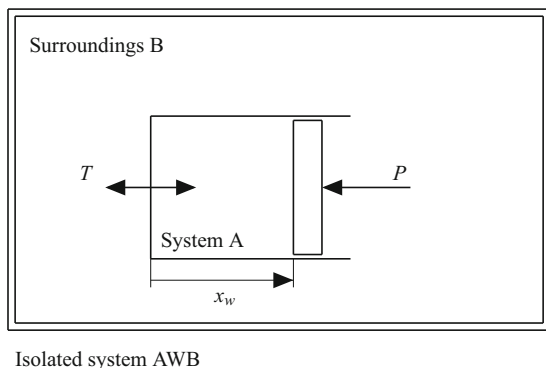 Surroundings B
T
P
System A
x_w
Isolated system AWB